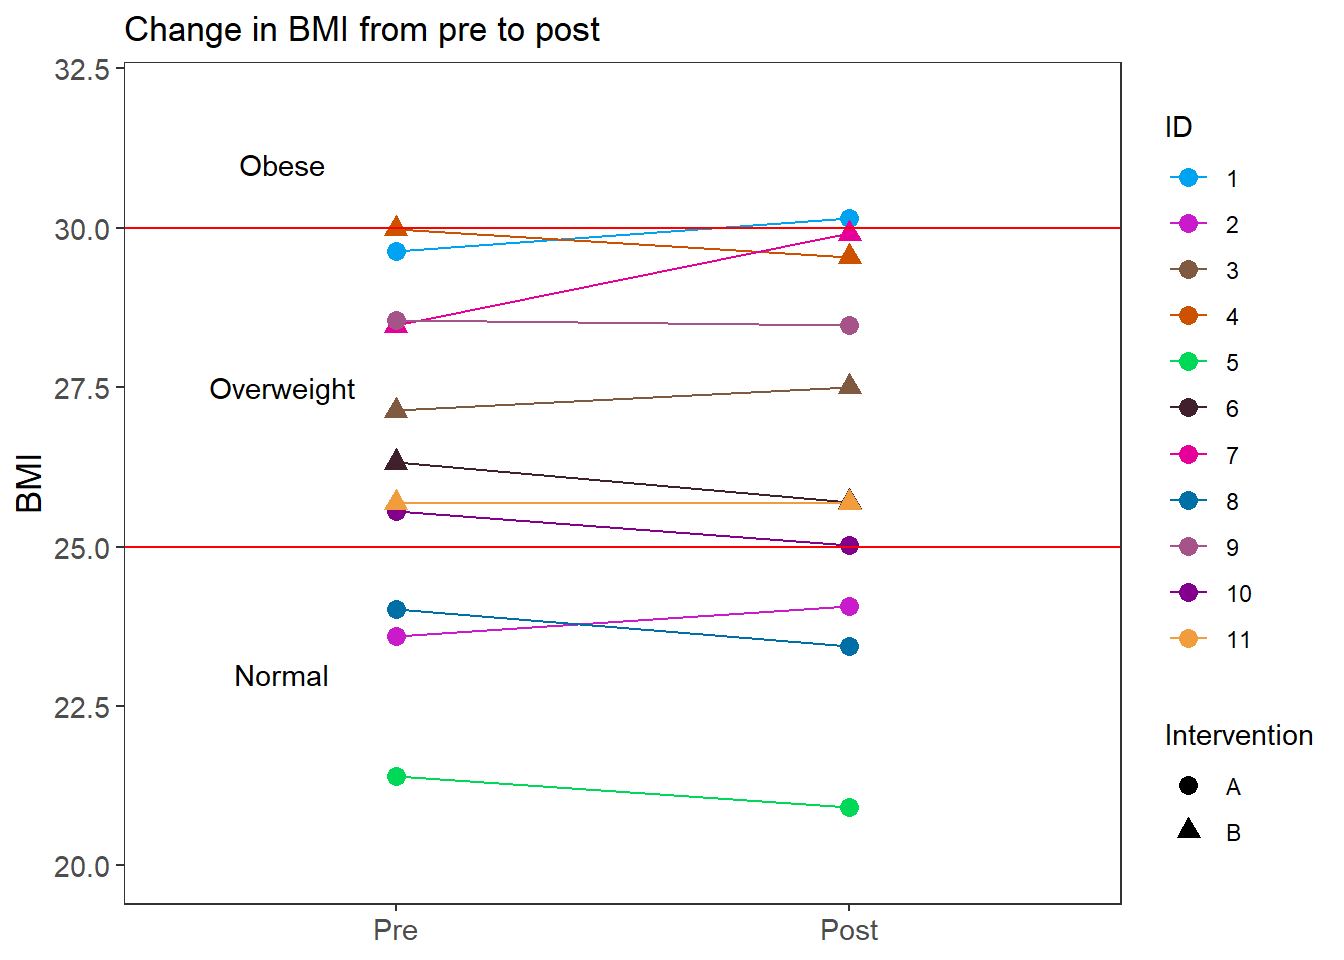 Change in BMI from pre to post
BMI
32.5
30.0
27.5
25.0
22.5
20.0
Obese
Overweight
Normal
Pre
Post
ID
1
2
3
4
5
6
7
8
9
10
11
Intervention
A
B